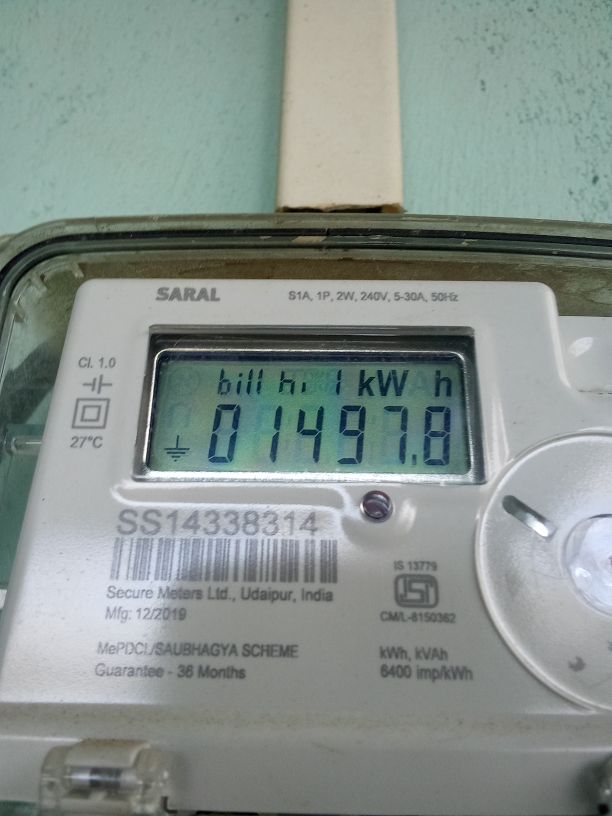 SARAL
S1A, 1P, 2W, 240V, 5-30A, 50Hz
Cl. 1.0
27°C
bill hi 1 kWh
01497.8
SS14338314
Secure Meters Ltd., Udaipur, India
Mfg: 12/2019
MePDCL/SAUBHAGYA SCHEME
Guarantee - 36 Months
IS 13779
ISI
CM/L-8150362
kWh, kVAh
6400 imp/kWh